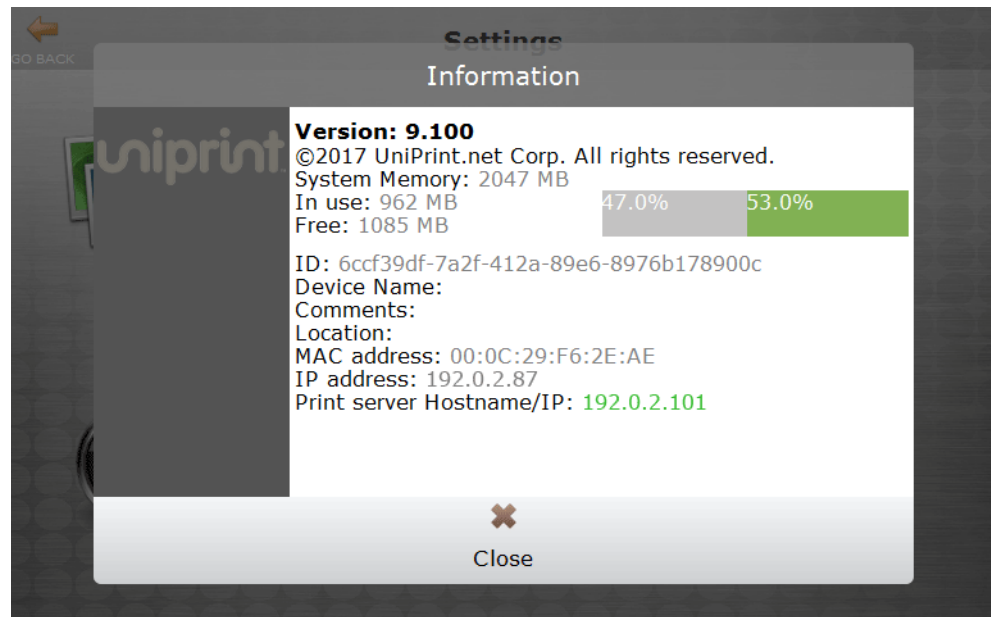 Settings
GO BACK
Information
uniprint
Version: 9.100
©2017 UniPrint.net Corp. All rights reserved.
System Memory: 2047 MB
In use: 962 MB
47.0% 53.0%
Free: 1085 MB
ID: 6ccf39df-7a2f-412a-89e6-8976b178900c
Device Name:
Comments:
Location:
MAC address: 00:0C:29:F6:2E:AE
IP address: 192.0.2.87
Print server Hostname/IP: 192.0.2.101
Close